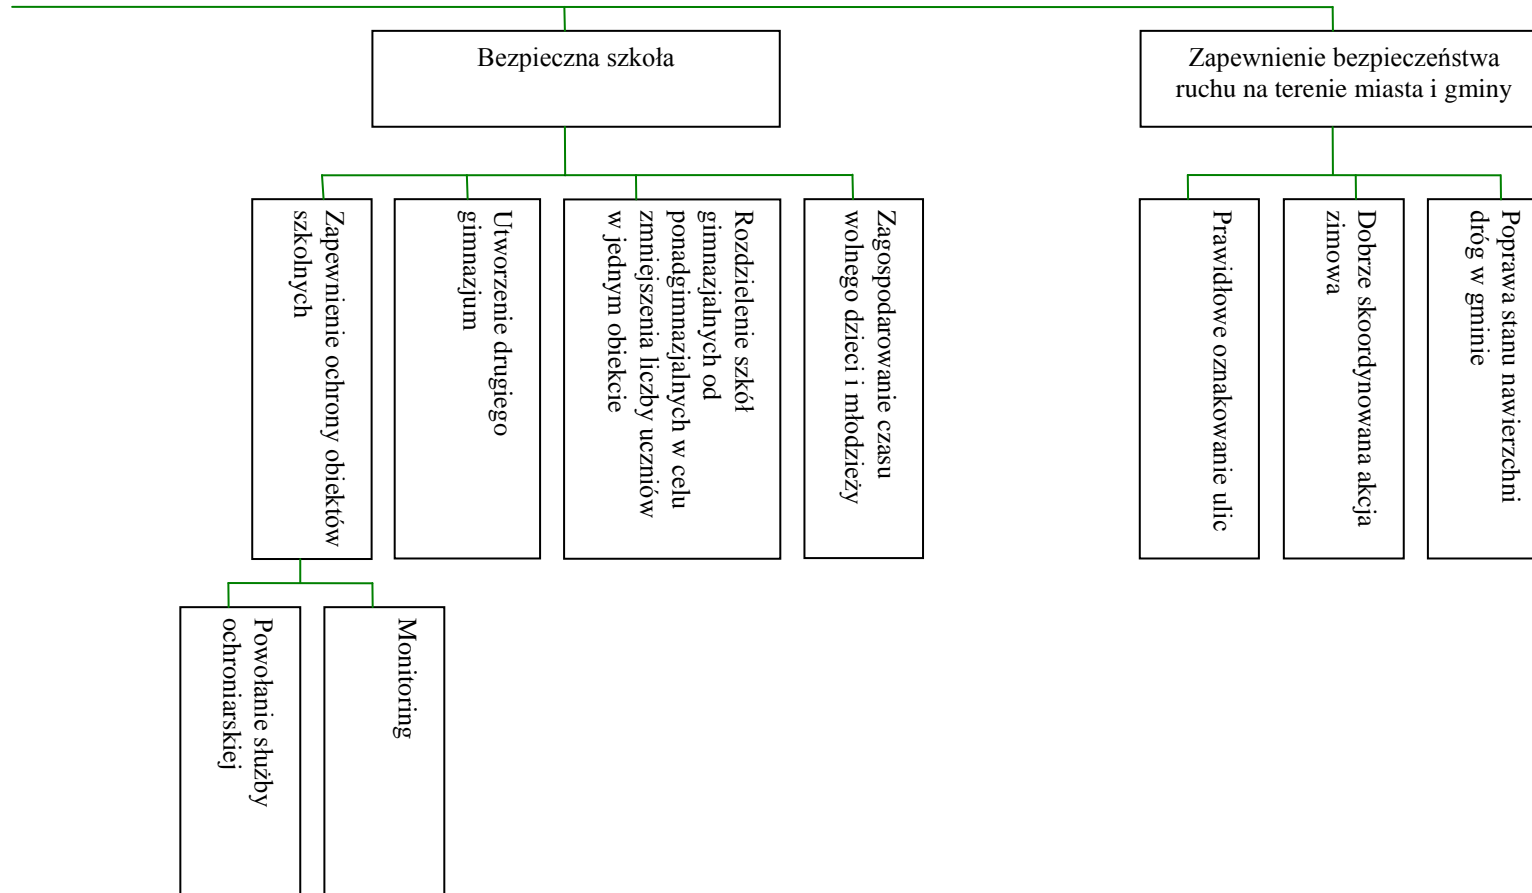 Bezpieczna szkoła
Zapewnienie bezpieczeństwa
ruchu na terenie miasta i gminy
Zapewnienie ochrony obiektów
szkolnych
Utworzenie drugiego
gimnazjum
Rozdzielenie szkół
gimnazjalnych od
ponadgimnazjalnych w celu
zmniejszenia liczby uczniów
w jednym obiekcie
Zagospodarowanie czasu
wolnego dzieci i młodzieży
Prawidłowe oznakowanie ulic
Dobrze skoordynowana akcja
zimowa
Poprawa stanu nawierzchni
dróg w gminie
Powołanie służby
ochroniarskiej
Monitoring